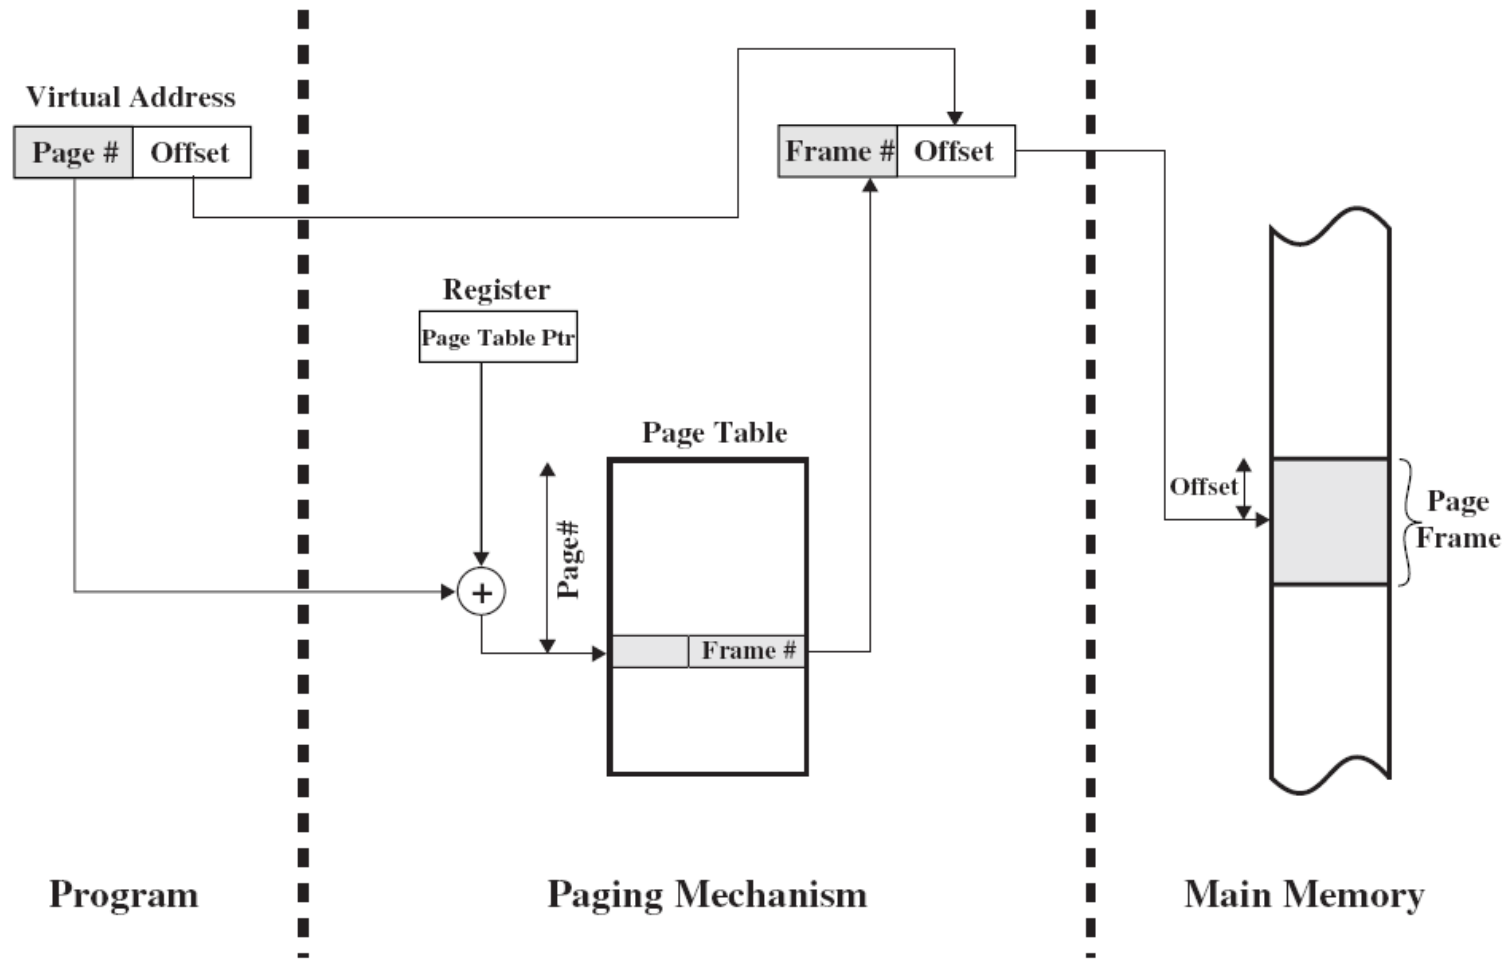 Virtual Address
Page #
Offset
Frame #
Offset
Register
Page Table Ptr
Page Table
Page#
+
Frame #
Offset
Page
Frame
Program
Paging Mechanism
Main Memory